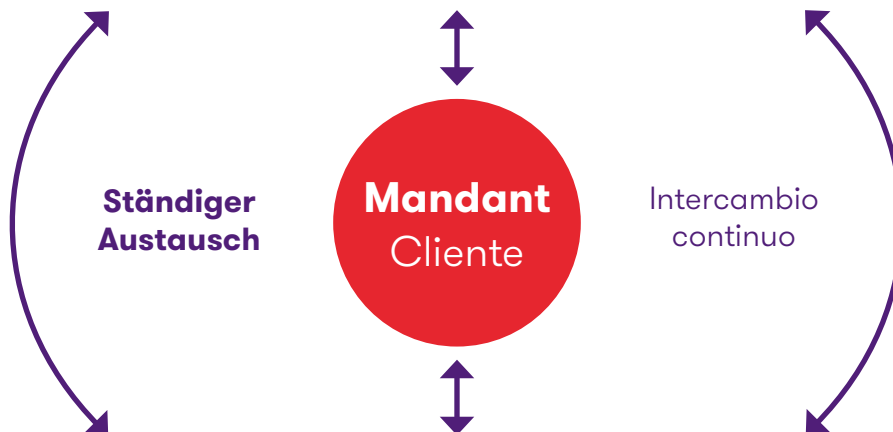 Ständiger
Austausch
Mandant
Cliente
Intercambio
continuo